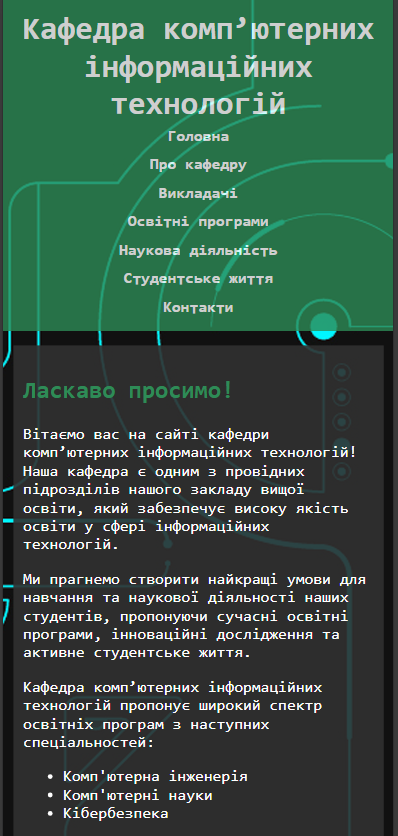 Кафедра комп’ютерних
інформаційних
технологій
Головна
Про кафедру
Викладачі
Освітні програми
Наукова діяльність
Студентське життя
Контакти
Ласкаво просимо!
Вітаємо вас на сайті кафедри
комп’ютерних інформаційних технологій!
Наша кафедра є одним з провідних
підрозділів нашого закладу вищої
освіти, який забезпечує високу якість
освіти у сфері інформаційних
технологій.
Ми прагнемо створити найкращі умови для
навчання та наукової діяльності наших
студентів, пропонуючи сучасні освітні
програми, інноваційні дослідження та
активне студентське життя.
Кафедра комп’ютерних інформаційних
технологій пропонує широкий спектр
освітніх програм з наступних
спеціальностей:
• Комп'ютерна інженерія
• Комп'ютерні науки
• Кібербезпека